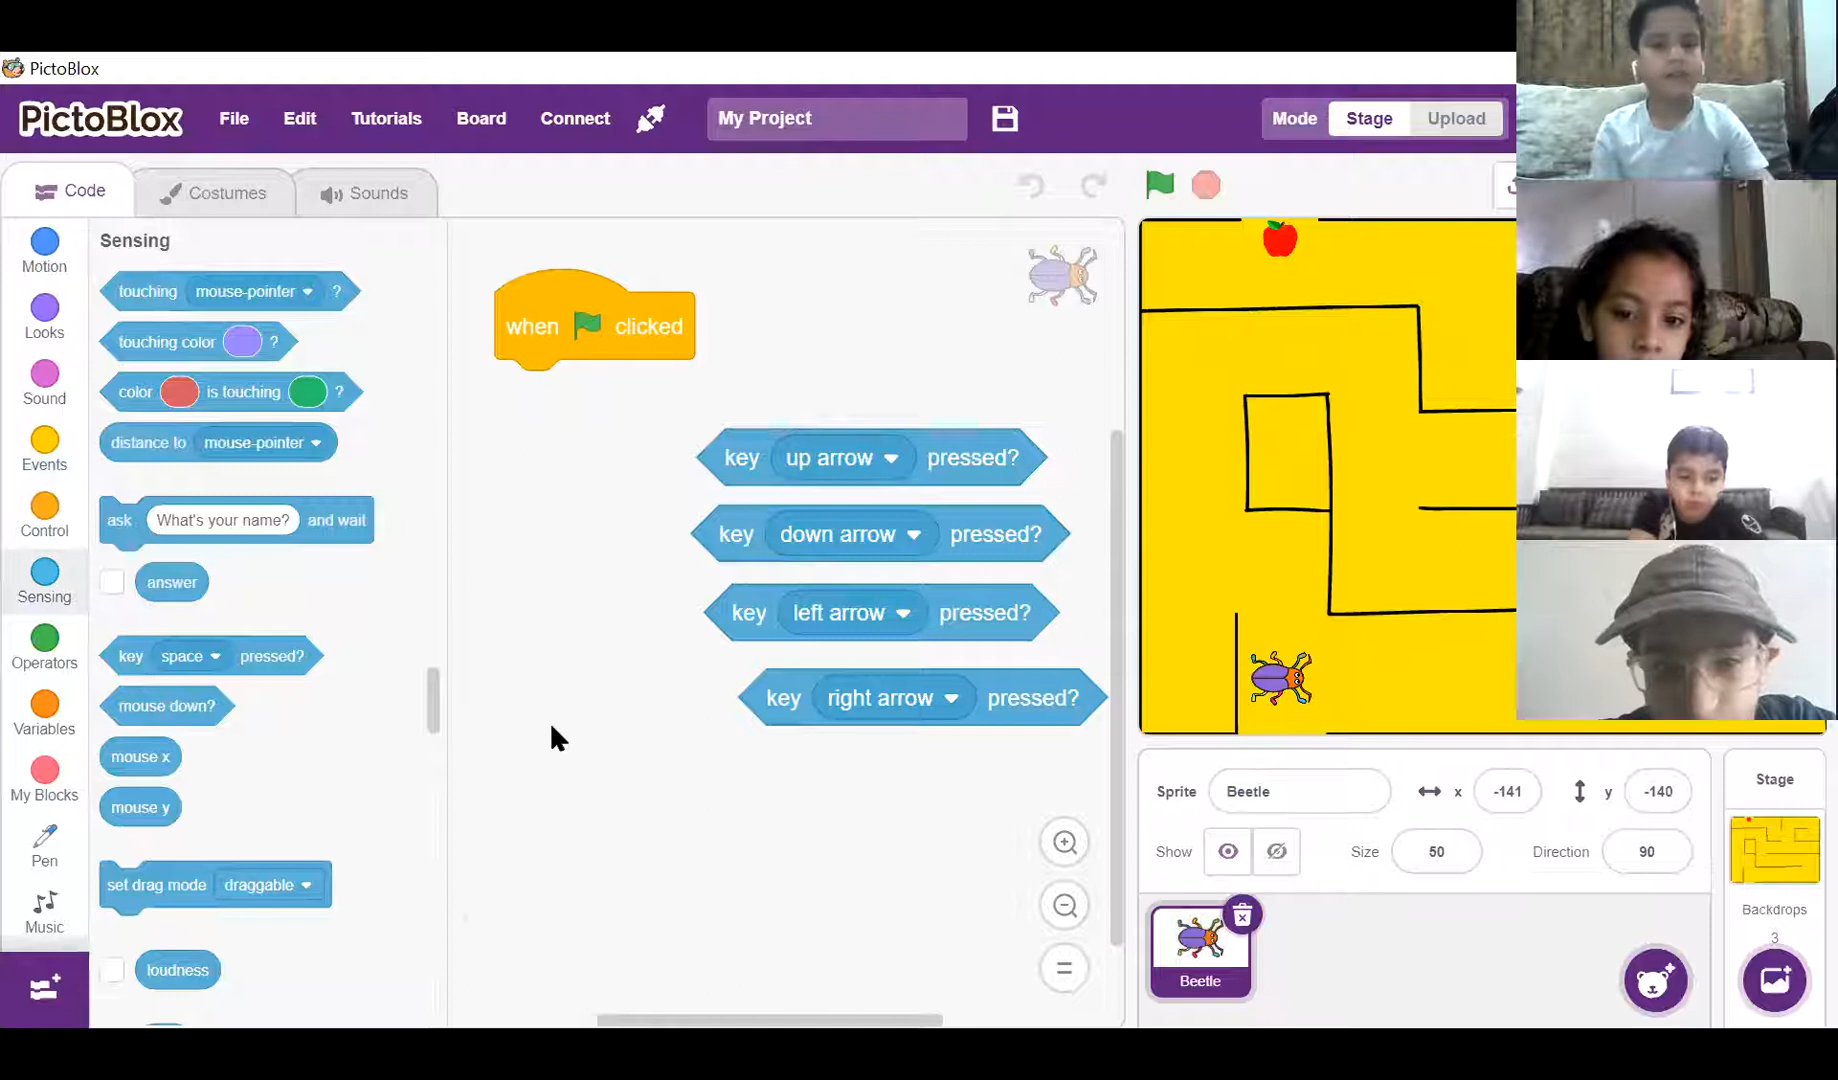 PictoBlox
PictoBlox File Edit Tutorials Board Connect My Project Mode Stage Upload
Code Costumes Sounds
Motion
Looks
Sound
Events
Control
Sensing
Operators
Variables
My Blocks
Pen
Music
Sensing
touching mouse-pointer ?
touching color ?
color is touching ?
distance to mouse-pointer
ask What's your name? and wait
answer
key space pressed?
mouse down?
mouse x
mouse y
set drag mode draggable
loudness
when clicked
key up arrow pressed?
key down arrow pressed?
key left arrow pressed?
key right arrow pressed?
Sprite Beetle x -141 y -140
Show Size 50 Direction 90
Beetle
Stage
Backdrops
3